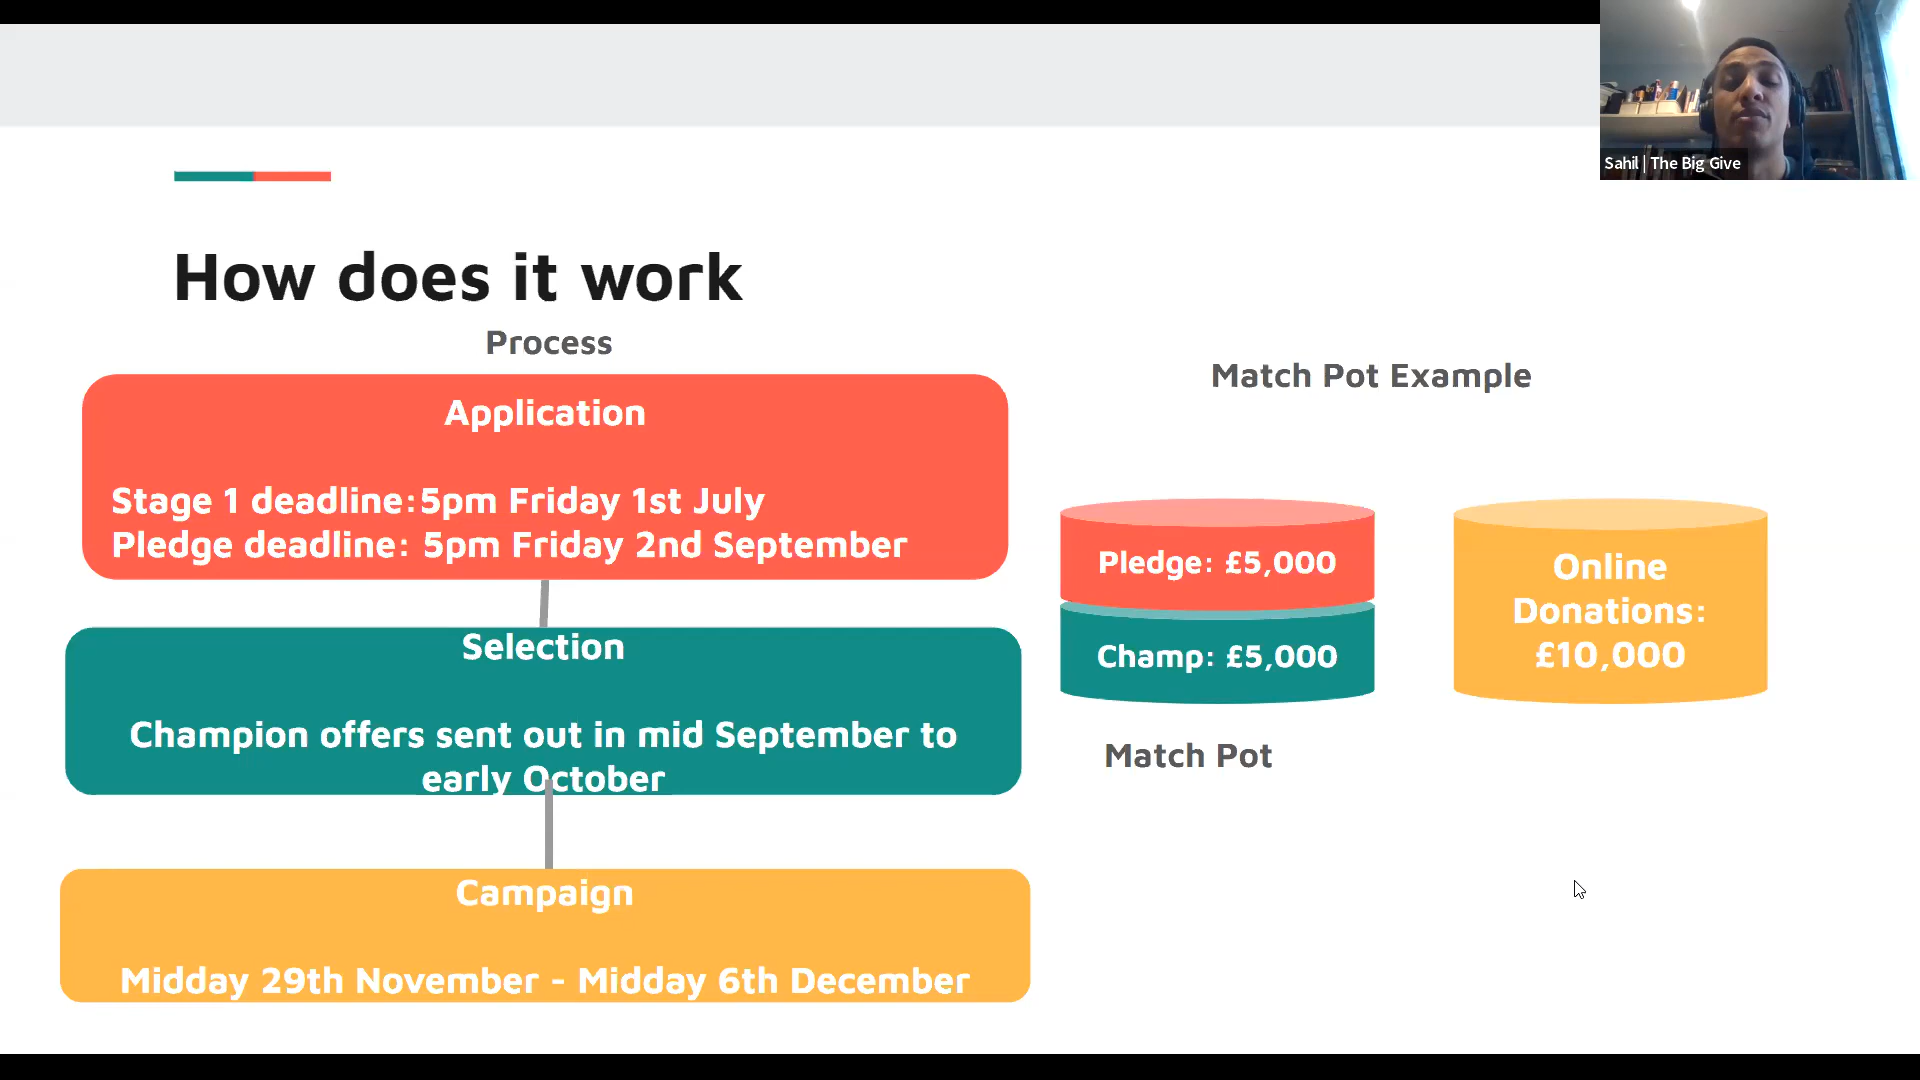 Sahil | The Big Give
How does it work
Process
Application
Stage 1 deadline:5pm Friday 1st July
Pledge deadline: 5pm Friday 2nd September
Selection
Champion offers sent out in mid September to
early October
Campaign
Midday 29th November - Midday 6th December
Match Pot Example
Pledge: £5,000
Champ: £5,000
Match Pot
Online
Donations:
£10,000